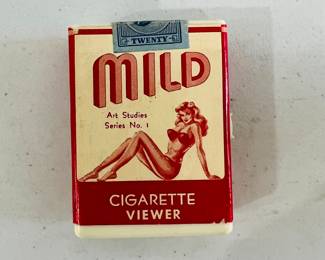 TWENTY
MILD
Art Studies
Series No. 1
CIGARETTE
VIEWER